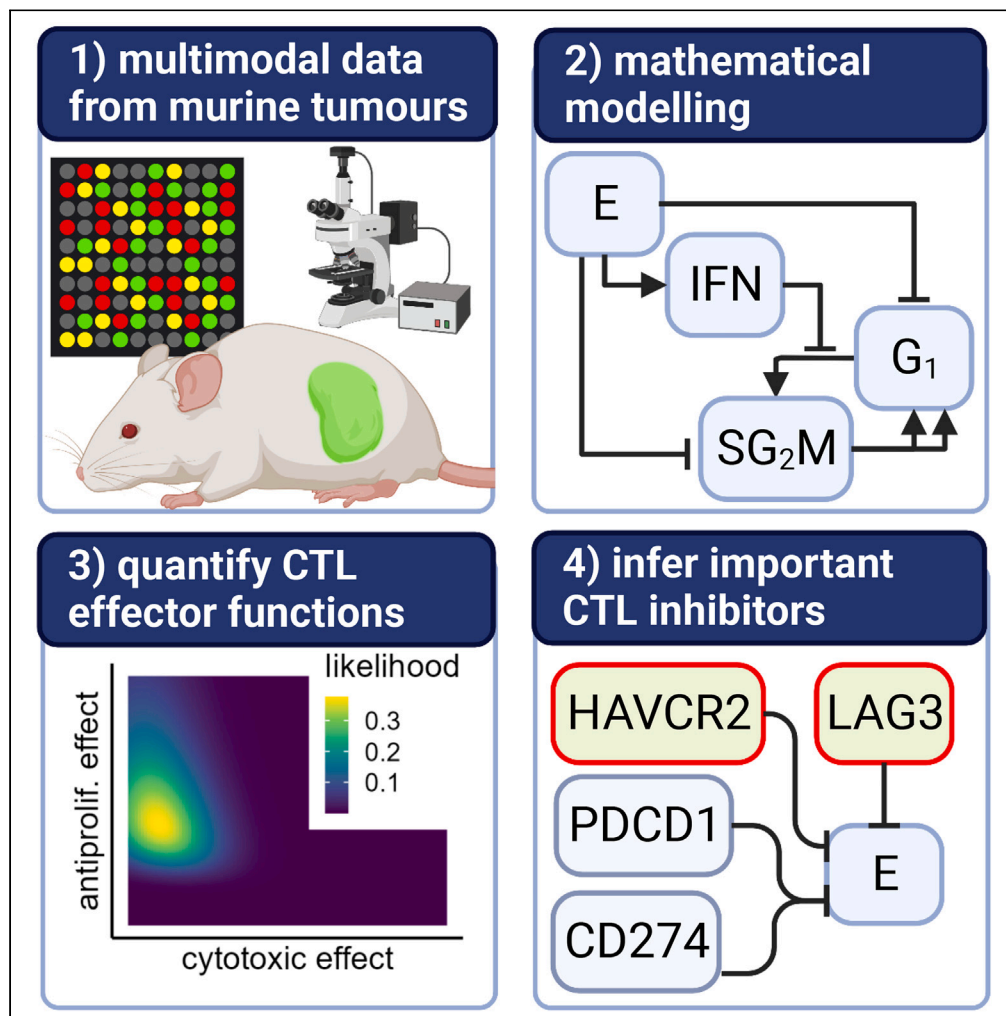 1) multimodal data
from murine tumours
2) mathematical
modelling
E
IFN
G₁
SG₂M
3) quantify CTL
effector functions
likelihood
0.3
0.2
0.1
antiprolif. effect
cytotoxic effect
4) infer important
CTL inhibitors
HAVCR2
LAG3
PDCD1
E
CD274